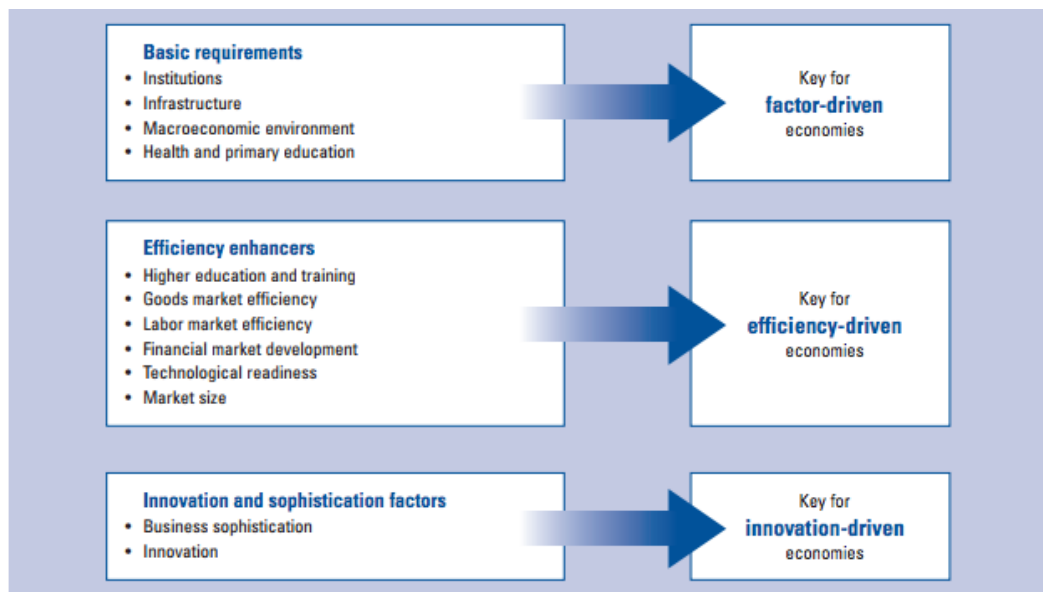 Basic requirements
• Institutions
• Infrastructure
• Macroeconomic environment
• Health and primary education
Key for
factor-driven
economies
Efficiency enhancers
• Higher education and training
• Goods market efficiency
• Labor market efficiency
• Financial market development
• Technological readiness
• Market size
Key for
efficiency-driven
economies
Innovation and sophistication factors
• Business sophistication
• Innovation
Key for
innovation-driven
economies